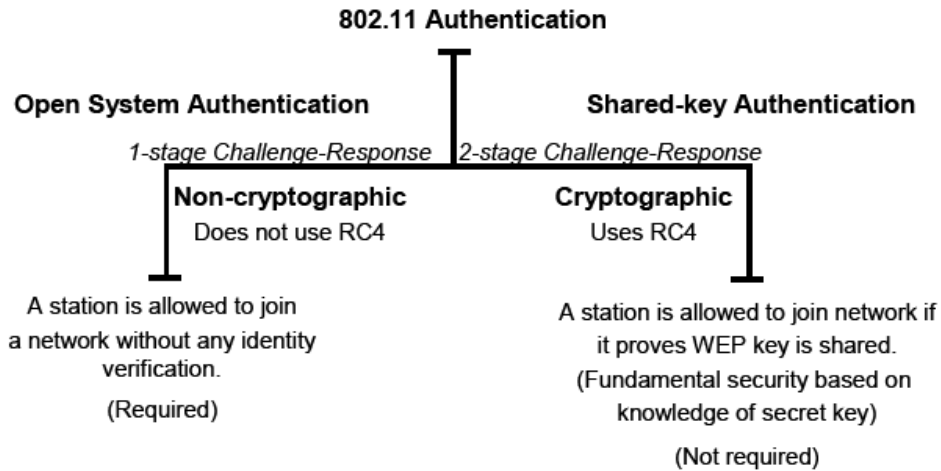 802.11 Authentication
Open System Authentication
Shared-key Authentication
1-stage Challenge-Response
2-stage Challenge-Response
Non-cryptographic
Does not use RC4
Cryptographic
Uses RC4
A station is allowed to join
a network without any identity
verification.
(Required)
A station is allowed to join network if
it proves WEP key is shared.
(Fundamental security based on
knowledge of secret key)
(Not required)